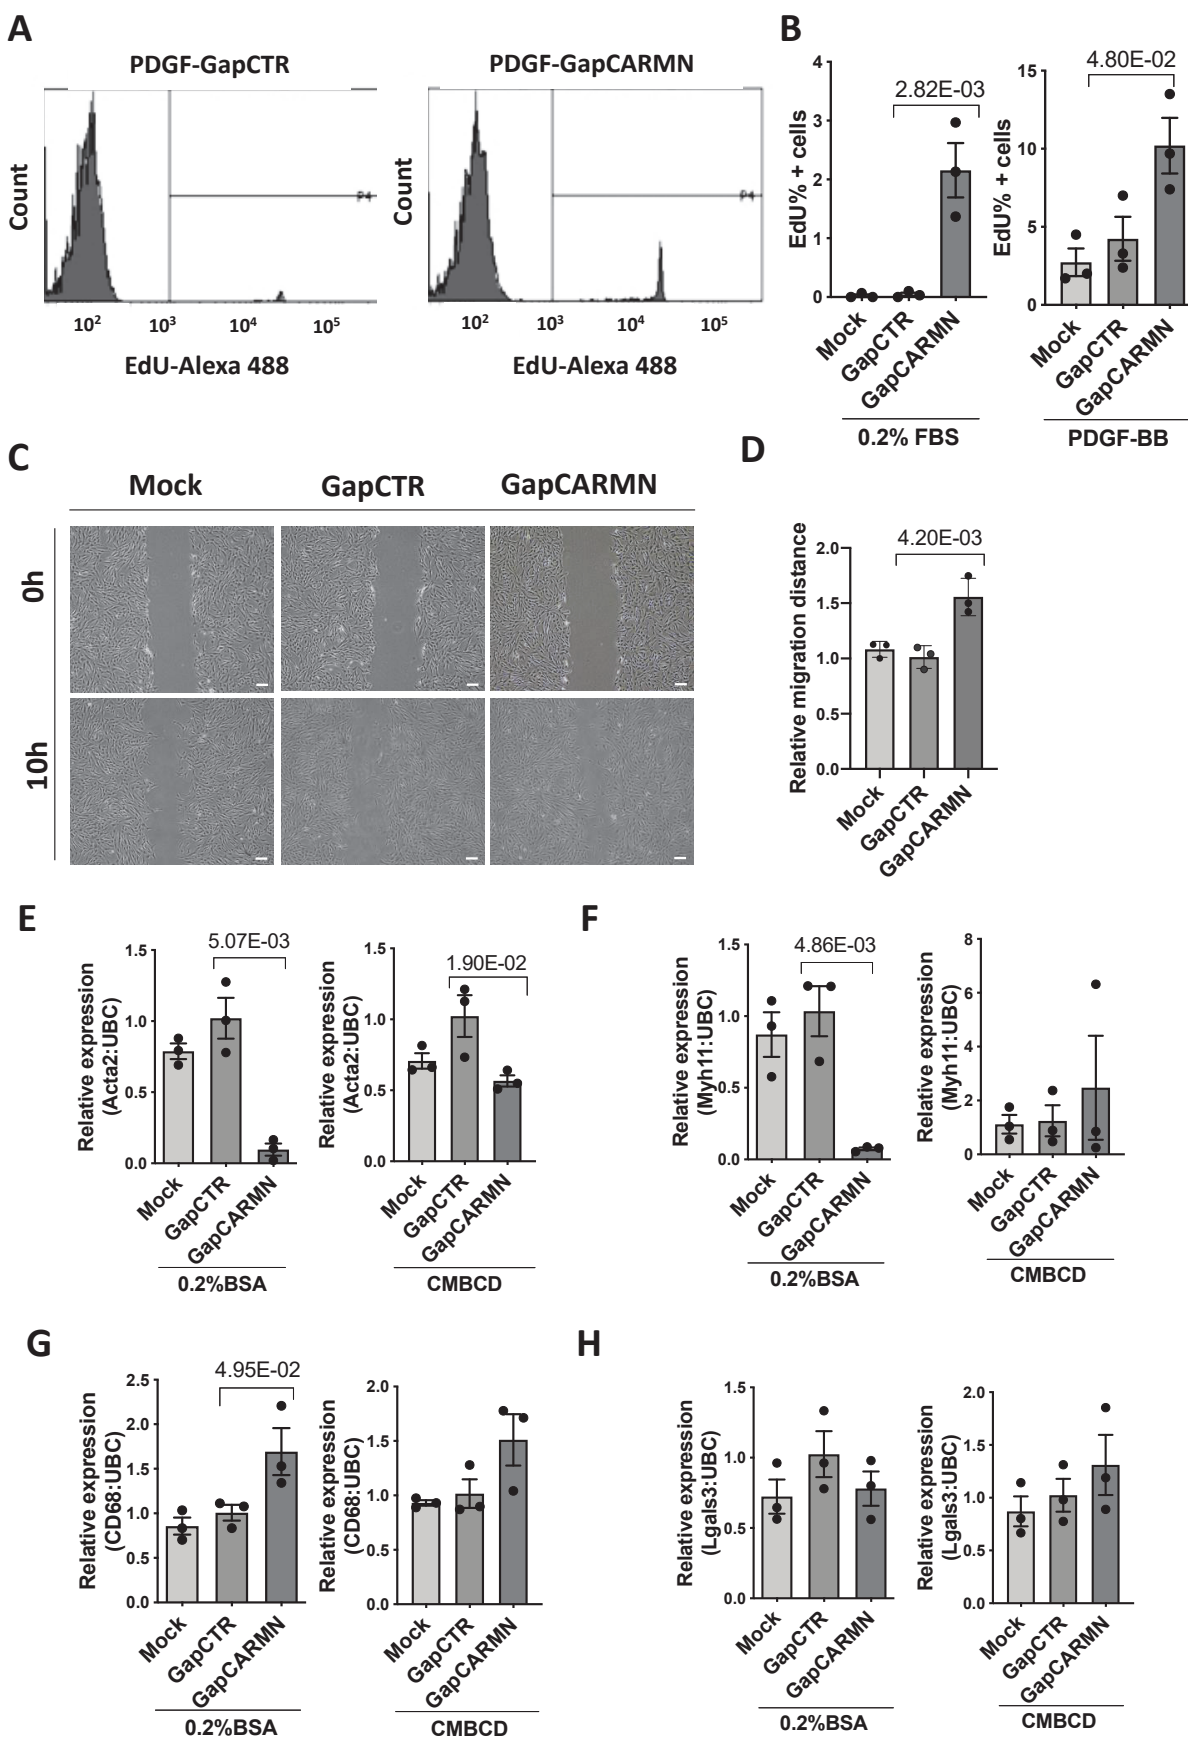 A
PDGF-GapCTR
PDGF-GapCARMN
Count
P4
10² 10³ 10⁴ 10⁵
EdU-Alexa 488
Count
P4
10² 10³ 10⁴ 10⁵
EdU-Alexa 488
B
EdU% + cells
4
3
2
1
0
2.82E-03
Mock
GapCTR
GapCARMN
0.2% FBS
EdU% + cells
15
10
5
0
4.80E-02
Mock
GapCTR
GapCARMN
PDGF-BB
C
Mock
GapCTR
GapCARMN
0h
10h
D
Relative migration distance
2.0
1.5
1.0
0.5
0.0
4.20E-03
Mock
GapCTR
GapCARMN
E
Relative expression
(Acta2:UBC)
1.5
1.0
0.5
0.0
5.07E-03
Mock
GapCTR
GapCARMN
0.2%BSA
Relative expression
(Acta2:UBC)
1.5
1.0
0.5
0.0
1.90E-02
Mock
GapCTR
GapCARMN
CMBCD
F
Relative expression
(Myh11:UBC)
1.5
1.0
0.5
0.0
4.86E-03
Mock
GapCTR
GapCARMN
0.2%BSA
Relative expression
(Myh11:UBC)
8
6
4
2
0
Mock
GapCTR
GapCARMN
CMBCD
G
Relative expression
(CD68:UBC)
2.5
2.0
1.5
1.0
0.5
0.0
4.95E-02
Mock
GapCTR
GapCARMN
0.2%BSA
Relative expression
(CD68:UBC)
2.0
1.5
1.0
0.5
0.0
Mock
GapCTR
GapCARMN
CMBCD
H
Relative expression
(Lgals3:UBC)
1.5
1.0
0.5
0.0
Mock
GapCTR
GapCARMN
0.2%BSA
Relative expression
(Lgals3:UBC)
2.0
1.5
1.0
0.5
0.0
Mock
GapCTR
GapCARMN
CMBCD